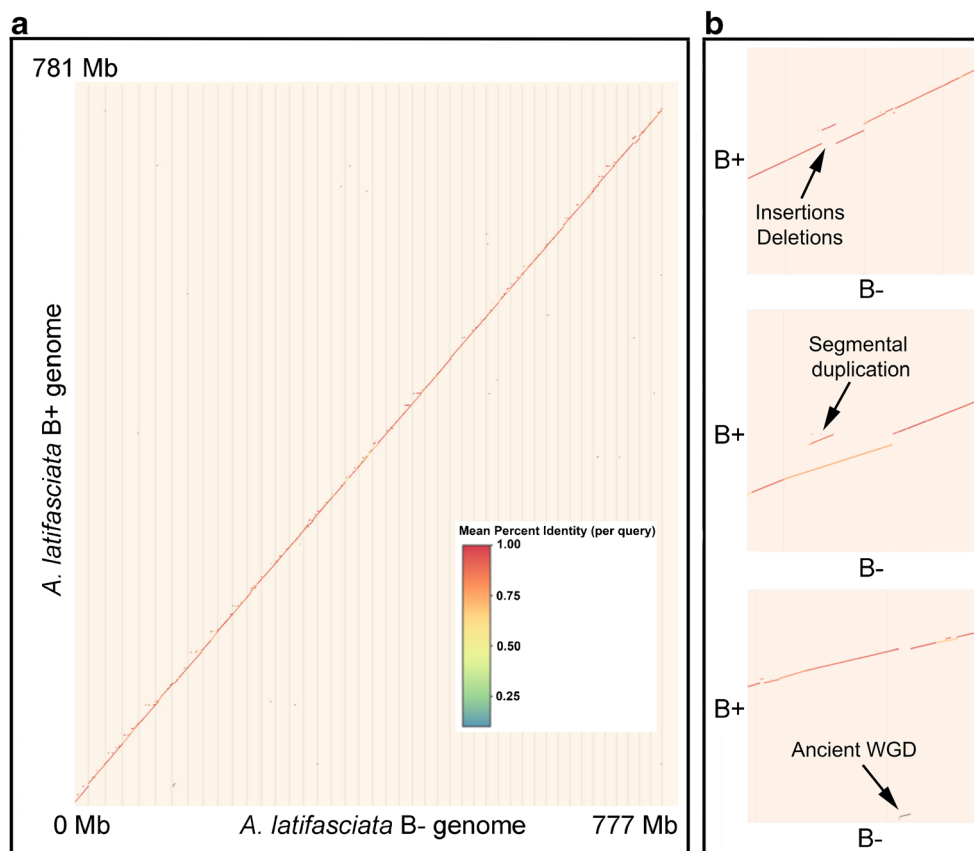 a
781 Mb
A. latifasciata B+ genome
Mean Percent Identity (per query)
1.00
0.75
0.50
0.25
0 Mb
A. latifasciata B- genome
777 Mb
b
B+
Insertions
Deletions
B-
Segmental
duplication
B+
B-
B+
Ancient WGD
B-